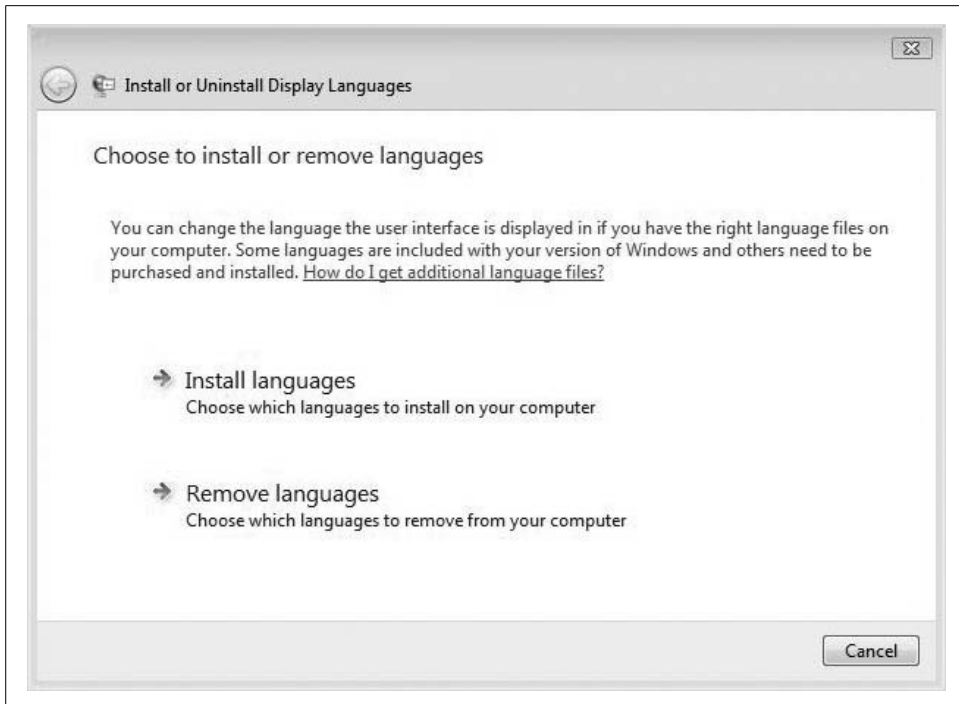 Install or Uninstall Display Languages
Choose to install or remove languages
You can change the language the user interface is displayed in if you have the right language files on
your computer. Some languages are included with your version of Windows and others need to be
purchased and installed. How do I get additional language files?
Install languages
Choose which languages to install on your computer
Remove languages
Choose which languages to remove from your computer
Cancel